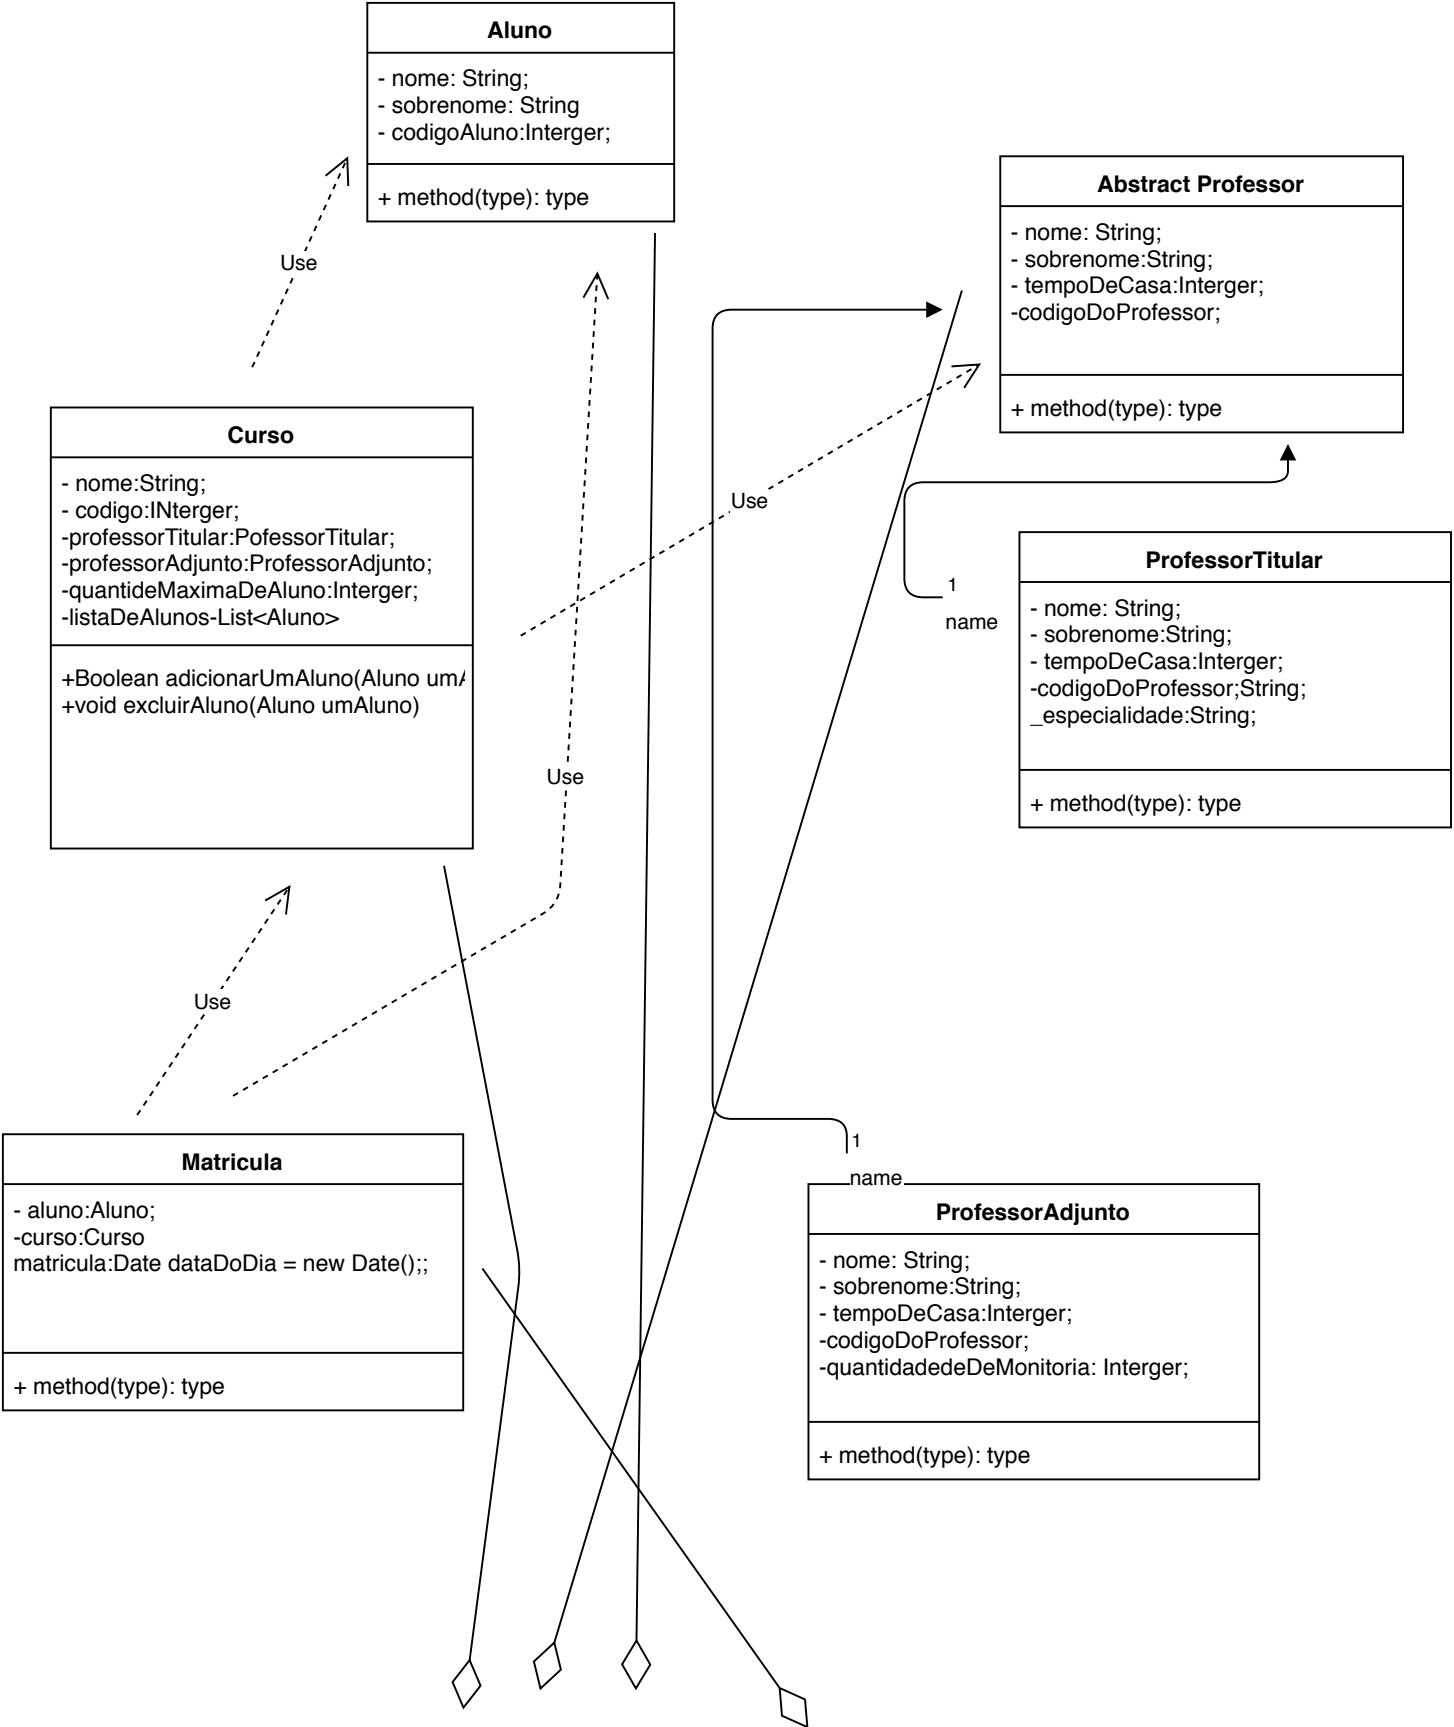 Aluno
- nome: String;
- sobrenome: String
- codigoAluno:Interger;
+ method(type): type
Use
Abstract Professor
- nome: String;
- sobrenome:String;
- tempoDeCasa:Interger;
-codigoDoProfessor;
+ method(type): type
Curso
- nome:String;
- codigo:INterger;
-professorTitular:PofessorTitular;
-professorAdjunto:ProfessorAdjunto;
-quantideMaximaDeAluno:Interger;
-listaDeAlunos-List<Aluno>
+Boolean adicionarUmAluno(Aluno umA
+void excluirAluno(Aluno umAluno)
Use
1
name
ProfessorTitular
- nome: String;
- sobrenome:String;
- tempoDeCasa:Interger;
-codigoDoProfessor;String;
_especialidade:String;
+ method(type): type
Use
Use
1
name
Matricula
- aluno:Aluno;
-curso:Curso
matricula:Date dataDoDia = new Date();;
+ method(type): type
ProfessorAdjunto
- nome: String;
- sobrenome:String;
- tempoDeCasa:Interger;
-codigoDoProfessor;
-quantidadedeDeMonitoria: Interger;
+ method(type): type